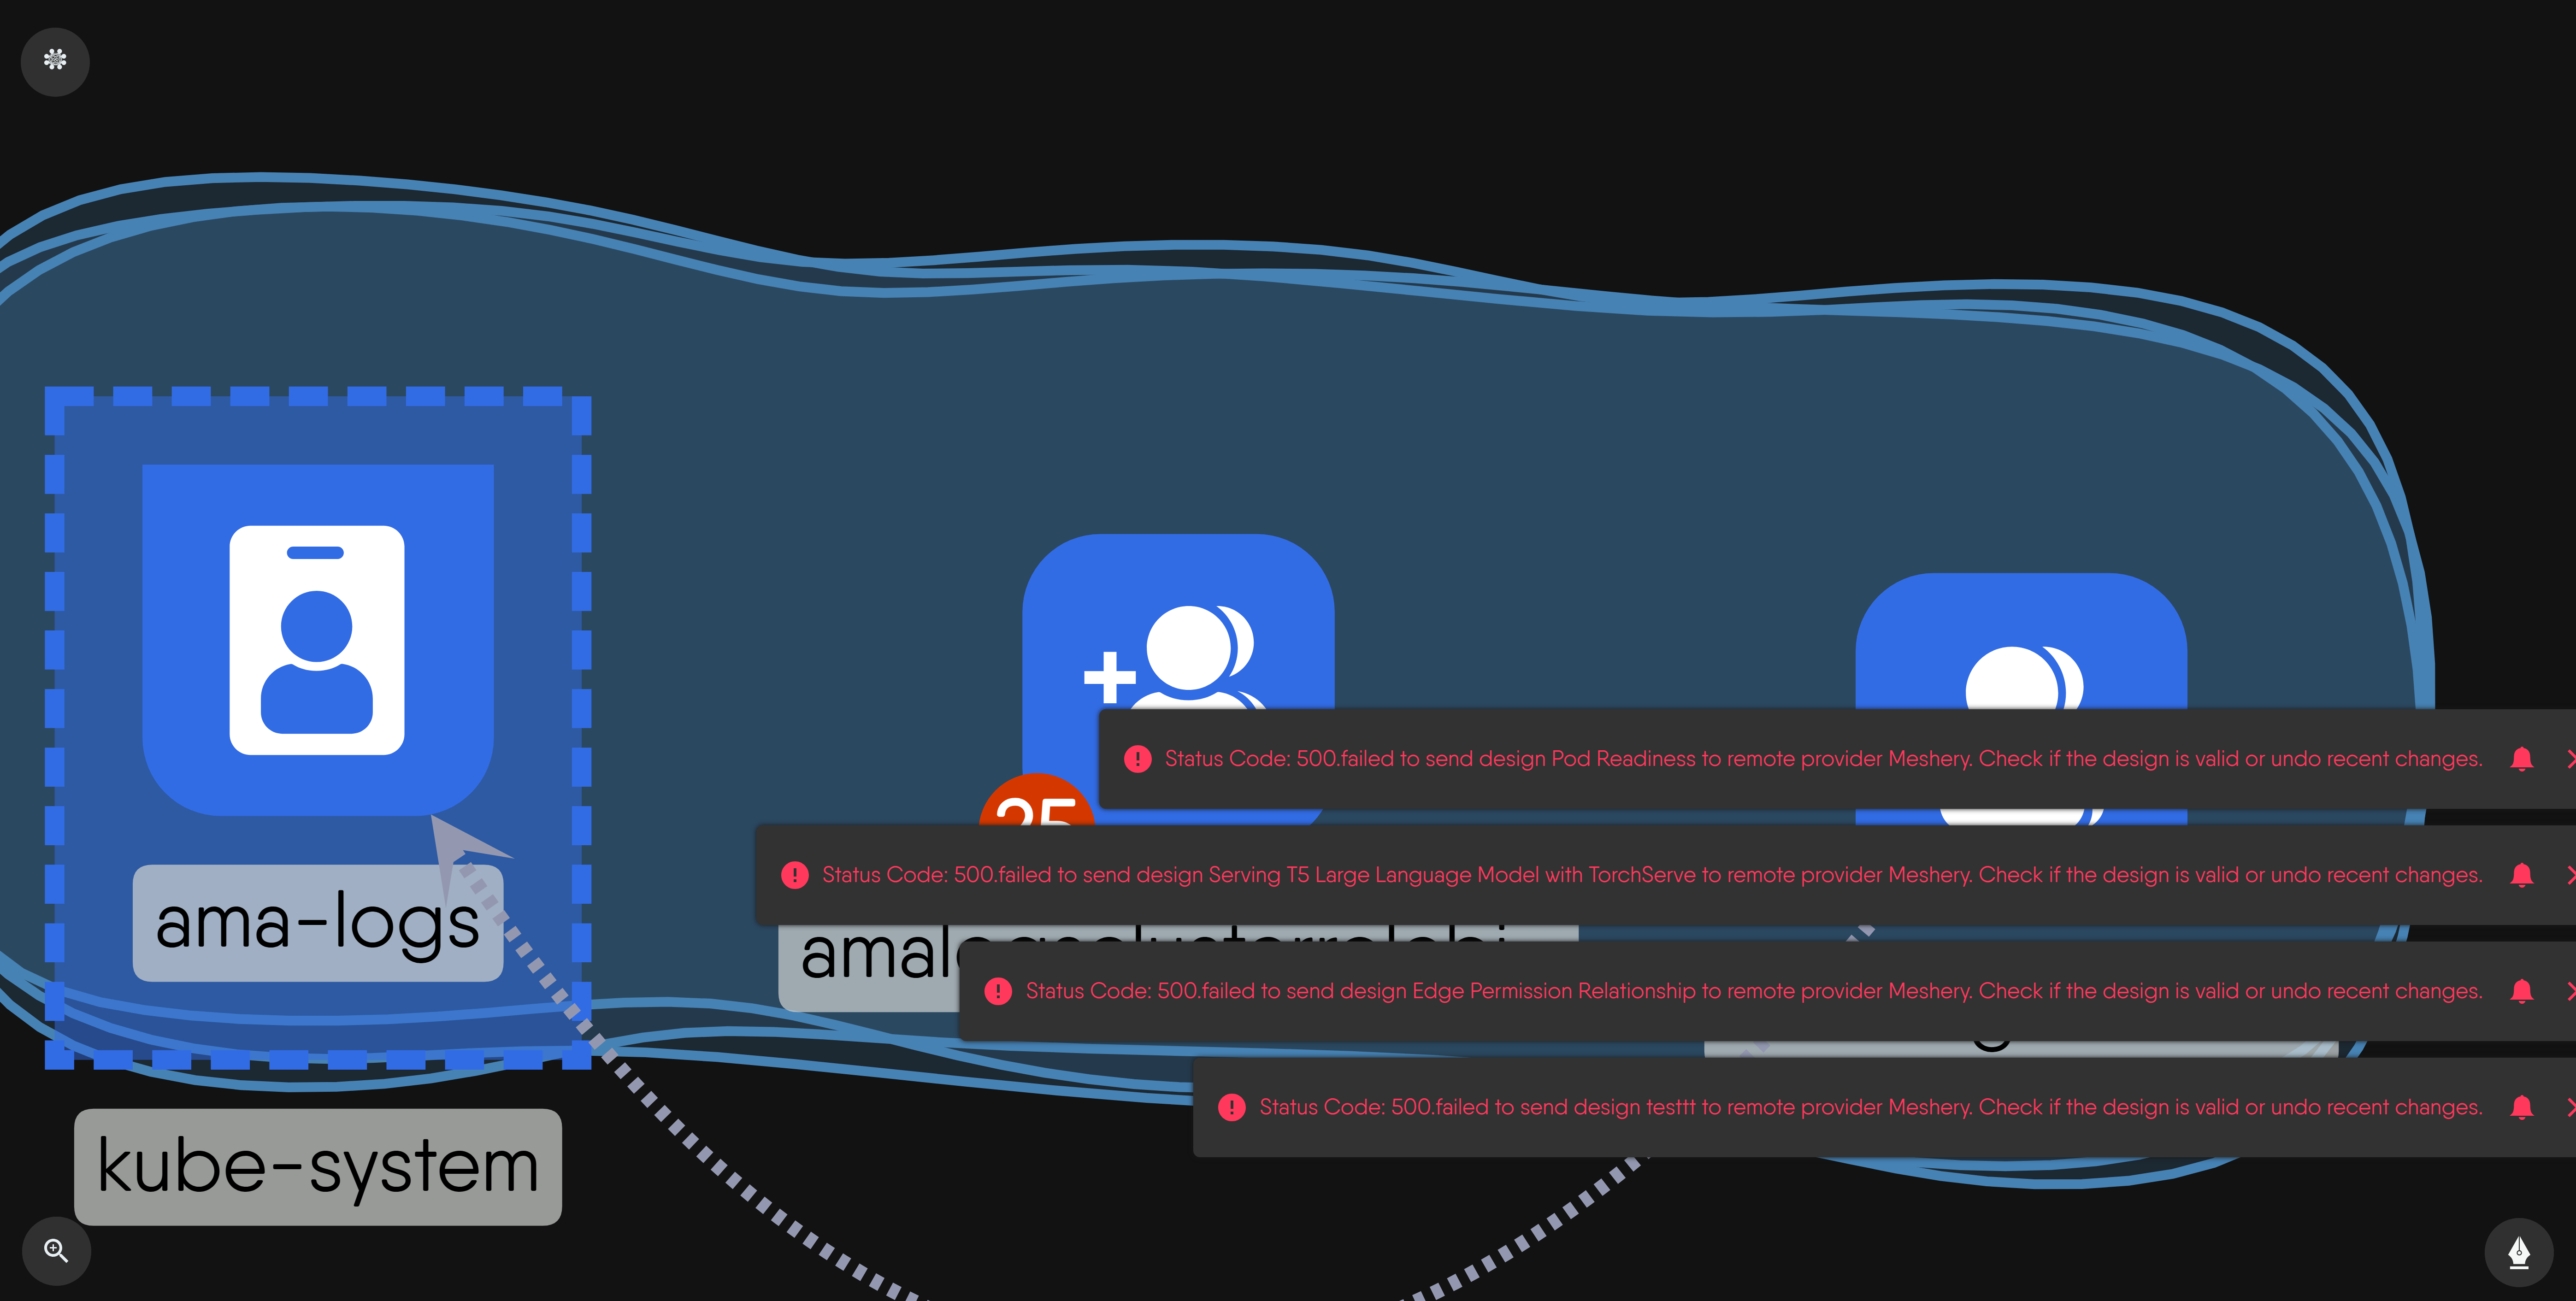 Status Code: 500.failed to send design Pod Readiness to remote provider Meshery. Check if the design is valid or undo recent changes.
25
Status Code: 500.failed to send design Serving T5 Large Language Model with TorchServe to remote provider Meshery. Check if the design is valid or undo recent changes.
ama-logs
Status Code: 500.failed to send design Edge Permission Relationship to remote provider Meshery. Check if the design is valid or undo recent changes.
Status Code: 500.failed to send design testtt to remote provider Meshery. Check if the design is valid or undo recent changes.
kube-system